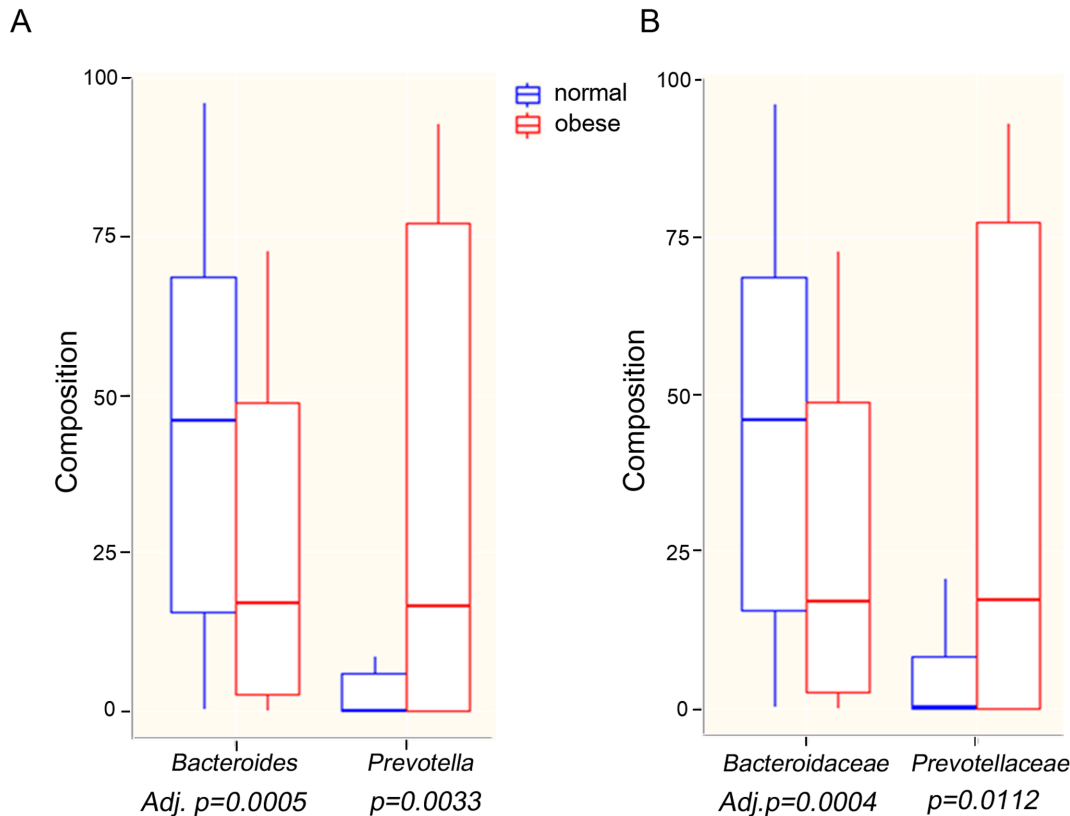 A
100
75
50
25
0
Composition
Bacteroides
Prevotella
Adj. p=0.0005
p=0.0033
normal
obese
B
100
75
50
25
0
Composition
Bacteroidaceae
Prevotellaceae
Adj.p=0.0004
p=0.0112